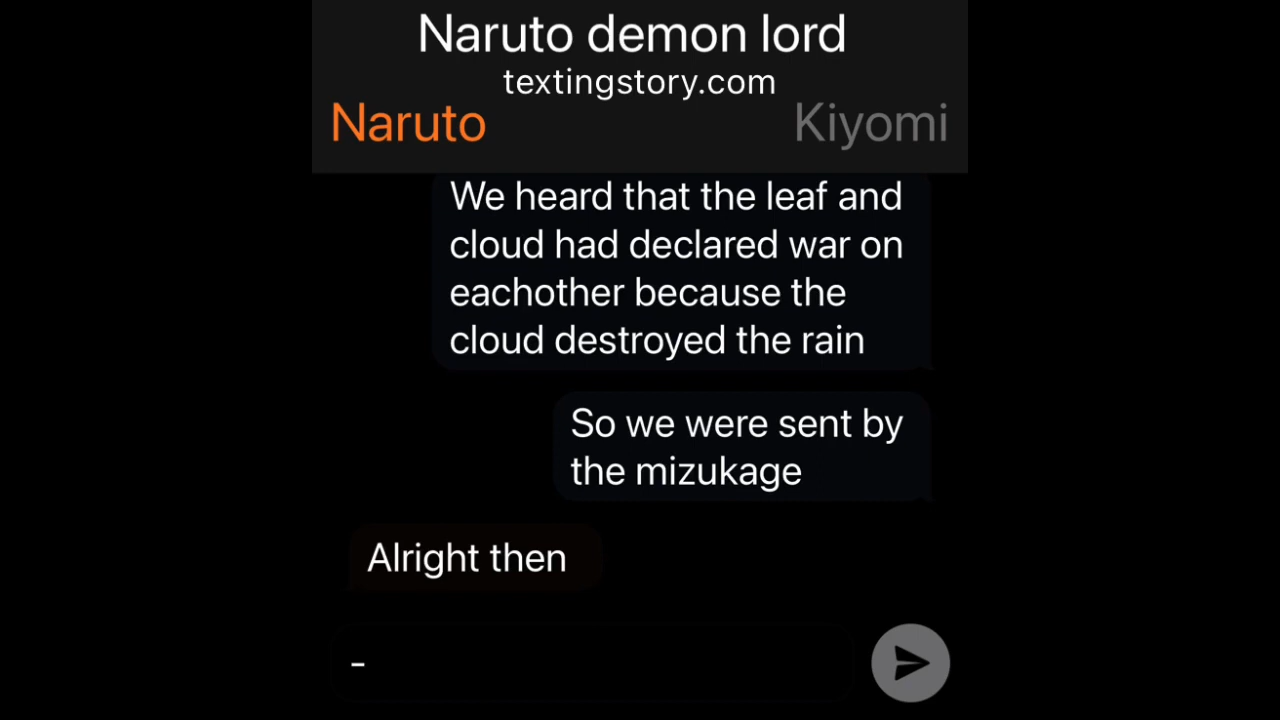 Naruto demon lord
textingstory.com
Naruto
Kiyomi
We heard that the leaf and
cloud had declared war on
eachother because the
cloud destroyed the rain
So we were sent by
the mizukage
Alright then
-